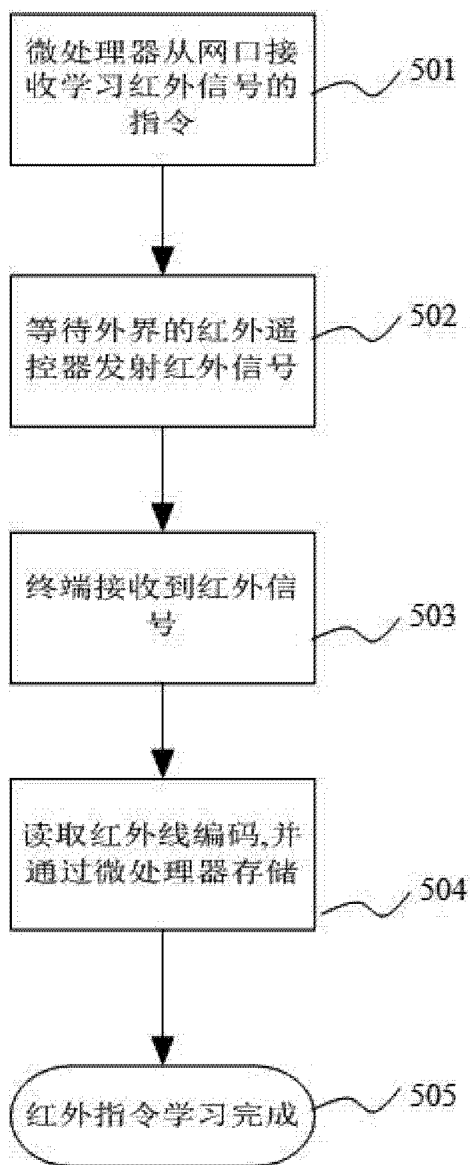 微处理器从网口接
收学习红外信号的
指令
501
等待外界的红外遥
控器发射红外信号
502
终端接收到红外信
号
503
读取红外线编码,并
通过微处理器存储
504
红外指令学习完成
505